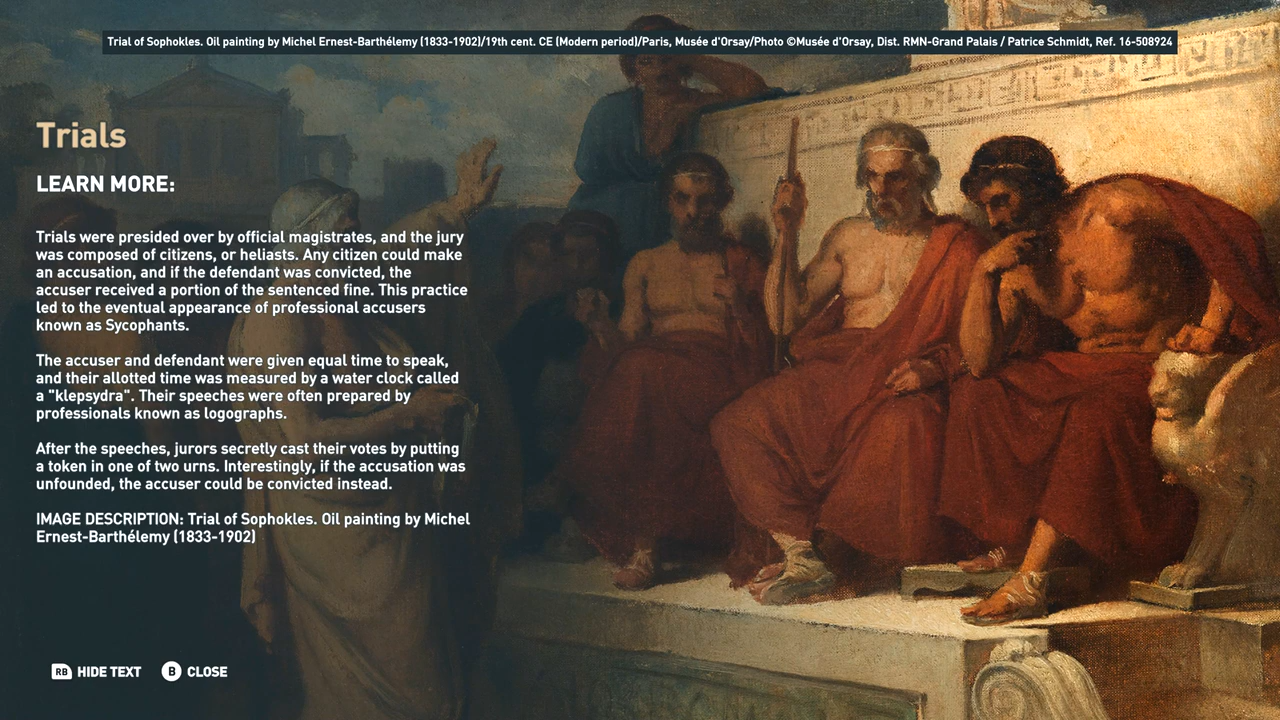 Trial of Sophokles. Oil painting by Michel Ernest-Barthélemy (1833-1902)/19th cent. CE (Modern period)/Paris, Musée d'Orsay/Photo ©Musée d'Orsay, Dist. RMN-Grand Palais / Patrice Schmidt, Ref. 16-508924
Trials
LEARN MORE:
Trials were presided over by official magistrates, and the jury
was composed of citizens, or heliasts. Any citizen could make
an accusation, and if the defendant was convicted, the
accuser received a portion of the sentenced fine. This practice
led to the eventual appearance of professional accusers
known as Sycophants.
The accuser and defendant were given equal time to speak,
and their allotted time was measured by a water clock called
a "klepsydra". Their speeches were often prepared by
professionals known as logographs.
After the speeches, jurors secretly cast their votes by putting
a token in one of two urns. Interestingly, if the accusation was
unfounded, the accuser could be convicted instead.
IMAGE DESCRIPTION: Trial of Sophokles. Oil painting by Michel
Ernest-Barthélemy (1833-1902)
RB HIDE TEXT B CLOSE